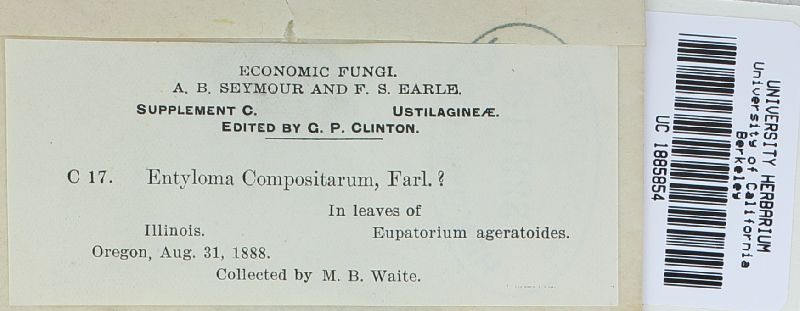 ECONOMIC FUNGI.
A. B. SEYMOUR AND F. S. EARLE.
SUPPLEMENT C. USTILAGINEÆ.
EDITED BY G. P. CLINTON.
C 17. Entyloma Compositarum, Farl. ?
In leaves of
Illinois. Eupatorium ageratoides.
Oregon, Aug. 31, 1888.
Collected by M. B. Waite.
UNIVERSITY HERBARIUM
University of California
Berkeley
UC 1885854